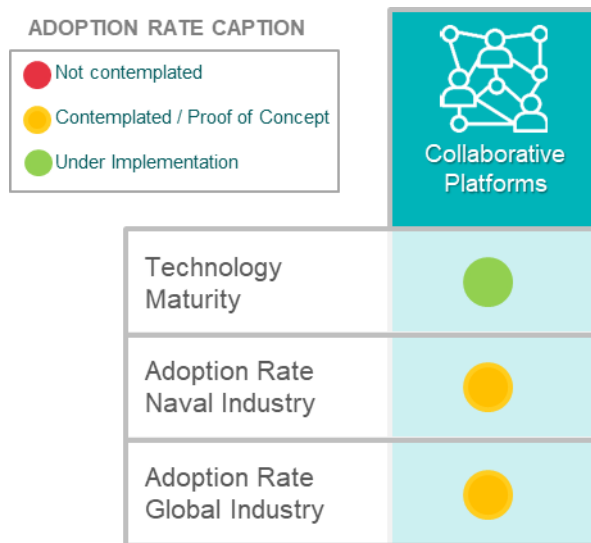 ADOPTION RATE CAPTION
Not contemplated
Contemplated / Proof of Concept
Under Implementation
Collaborative
Platforms
Technology
Maturity
Adoption Rate
Naval Industry
Adoption Rate
Global Industry